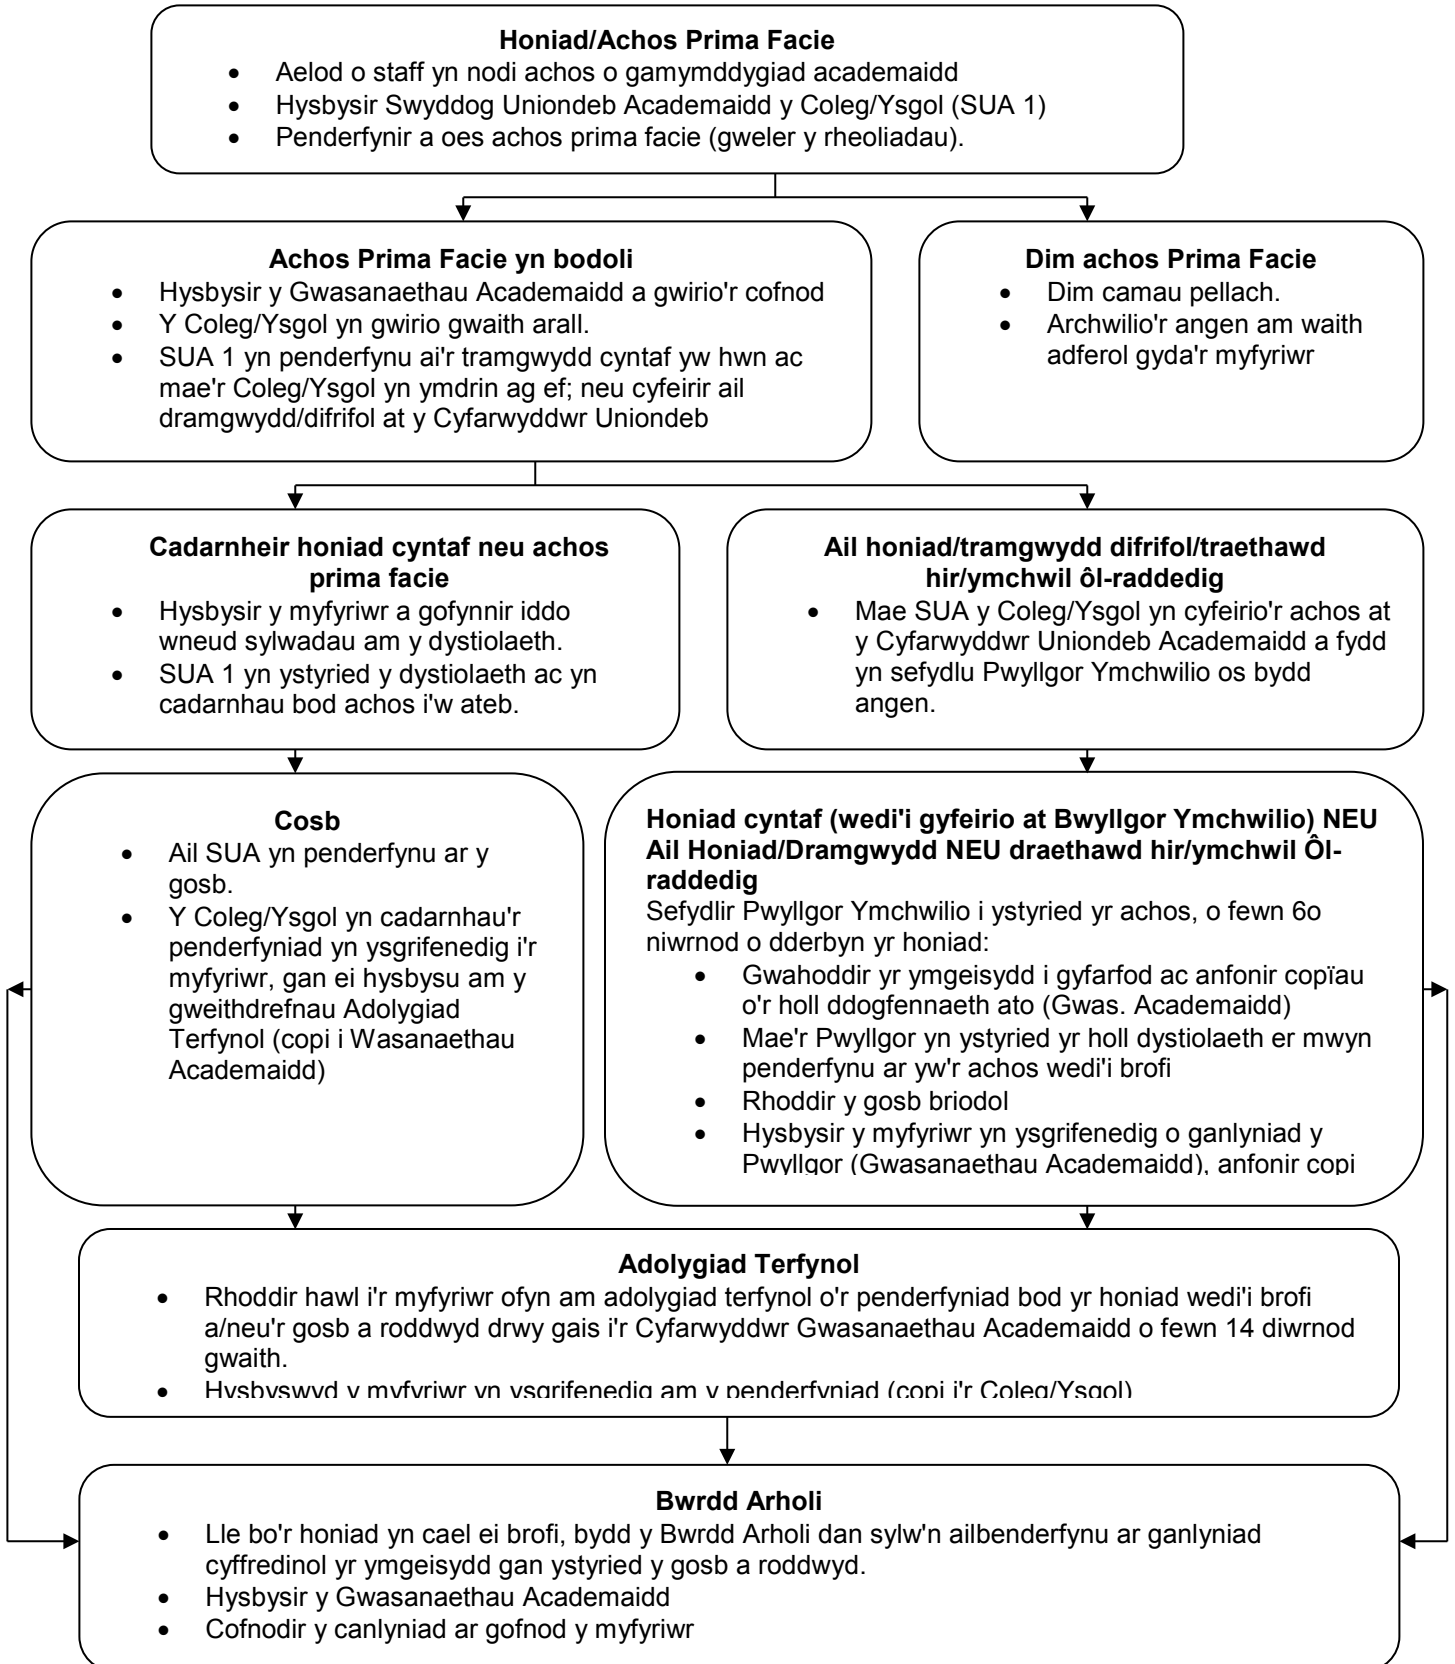 Honiad/Achos Prima Facie
• Aelod o staff yn nodi achos o gamymddygiad academaidd
• Hysbysir Swyddog Uniondeb Academaidd y Coleg/Ysgol (SUA 1)
• Penderfynir a oes achos prima facie (gweler y rheoliadau).
Achos Prima Facie yn bodoli
• Hysbysir y Gwasanaethau Academaidd a gwirio'r cofnod
• Y Coleg/Ysgol yn gwirio gwaith arall.
• SUA 1 yn penderfynu ai'r tramgwydd cyntaf yw hwn ac
mae'r Coleg/Ysgol yn ymdrin ag ef; neu cyfeirir ail
dramgwydd/difrifol at y Cyfarwyddwr Uniondeb
Dim achos Prima Facie
• Dim camau pellach.
• Archwilio'r angen am waith
adferol gyda'r myfyriwr
Cadarnheir honiad cyntaf neu achos
prima facie
• Hysbysir y myfyriwr a gofynnir iddo
wneud sylwadau am y dystiolaeth.
• SUA 1 yn ystyried y dystiolaeth ac yn
cadarnhau bod achos i'w ateb.
Ail honiad/tramgwydd difrifol/traethawd
hir/ymchwil ôl-raddedig
• Mae SUA y Coleg/Ysgol yn cyfeirio'r achos at
y Cyfarwyddwr Uniondeb Academaidd a fydd
yn sefydlu Pwyllgor Ymchwilio os bydd
angen.
Cosb
• Ail SUA yn penderfynu ar y
gosb.
• Y Coleg/Ysgol yn cadarnhau'r
penderfyniad yn ysgrifenedig i'r
myfyriwr, gan ei hysbysu am y
gweithdrefnau Adolygiad
Terfynol (copi i Wasanaethau
Academaidd)
Honiad cyntaf (wedi'i gyfeirio at Bwyllgor Ymchwilio) NEU
Ail Honiad/Dramgwydd NEU draethawd hir/ymchwil Ôl-
raddedig
Sefydlir Pwyllgor Ymchwilio i ystyried yr achos, o fewn 6o
niwrnod o dderbyn yr honiad:
• Gwahoddir yr ymgeisydd i gyfarfod ac anfonir copïau
o'r holl ddogfennaeth ato (Gwas. Academaidd)
• Mae'r Pwyllgor yn ystyried yr holl dystiolaeth er mwyn
penderfynu ar yw'r achos wedi'i brofi
• Rhoddir y gosb briodol
• Hysbysir y myfyriwr yn ysgrifenedig o ganlyniad y
Pwyllgor (Gwasanaethau Academaidd), anfonir copi
Adolygiad Terfynol
• Rhoddir hawl i'r myfyriwr ofyn am adolygiad terfynol o'r penderfyniad bod yr honiad wedi'i brofi
a/neu'r gosb a roddwyd drwy gais i'r Cyfarwyddwr Gwasanaethau Academaidd o fewn 14 diwrnod
gwaith.
• Hysbyswyd y myfyriwr yn ysgrifenedig am y penderfyniad (copi i'r Coleg/Ysgol)
Bwrdd Arholi
• Lle bo'r honiad yn cael ei brofi, bydd y Bwrdd Arholi dan sylw'n ailbenderfynu ar ganlyniad
cyffredinol yr ymgeisydd gan ystyried y gosb a roddwyd.
• Hysbysir y Gwasanaethau Academaidd
• Cofnodir y canlyniad ar gofnod y myfyriwr